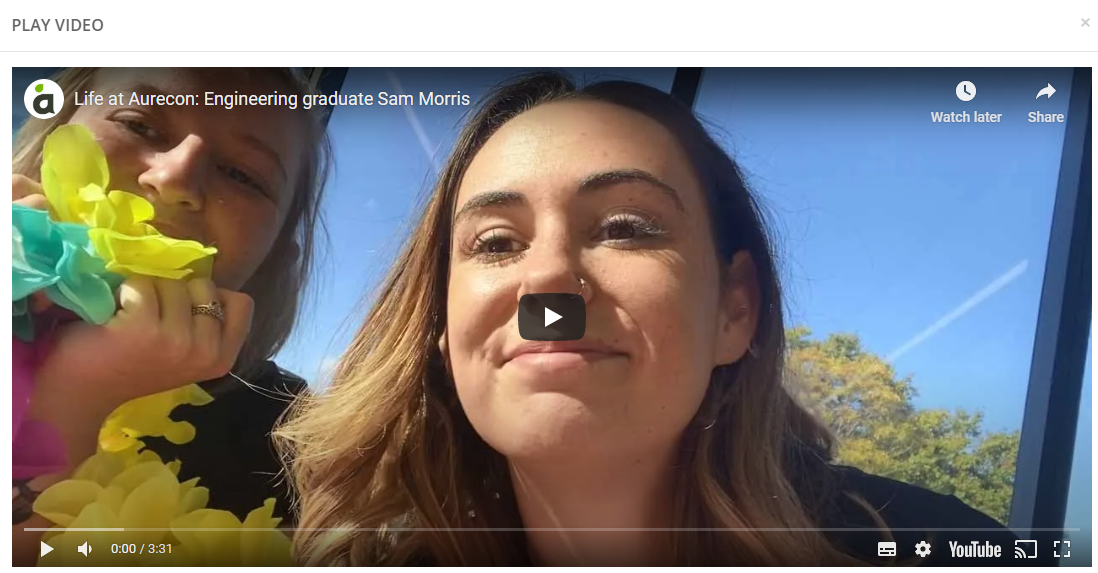 PLAY VIDEO
×
a
Life at Aurecon: Engineering graduate Sam Morris
Watch later
Share
0:00 / 3:31
YouTube